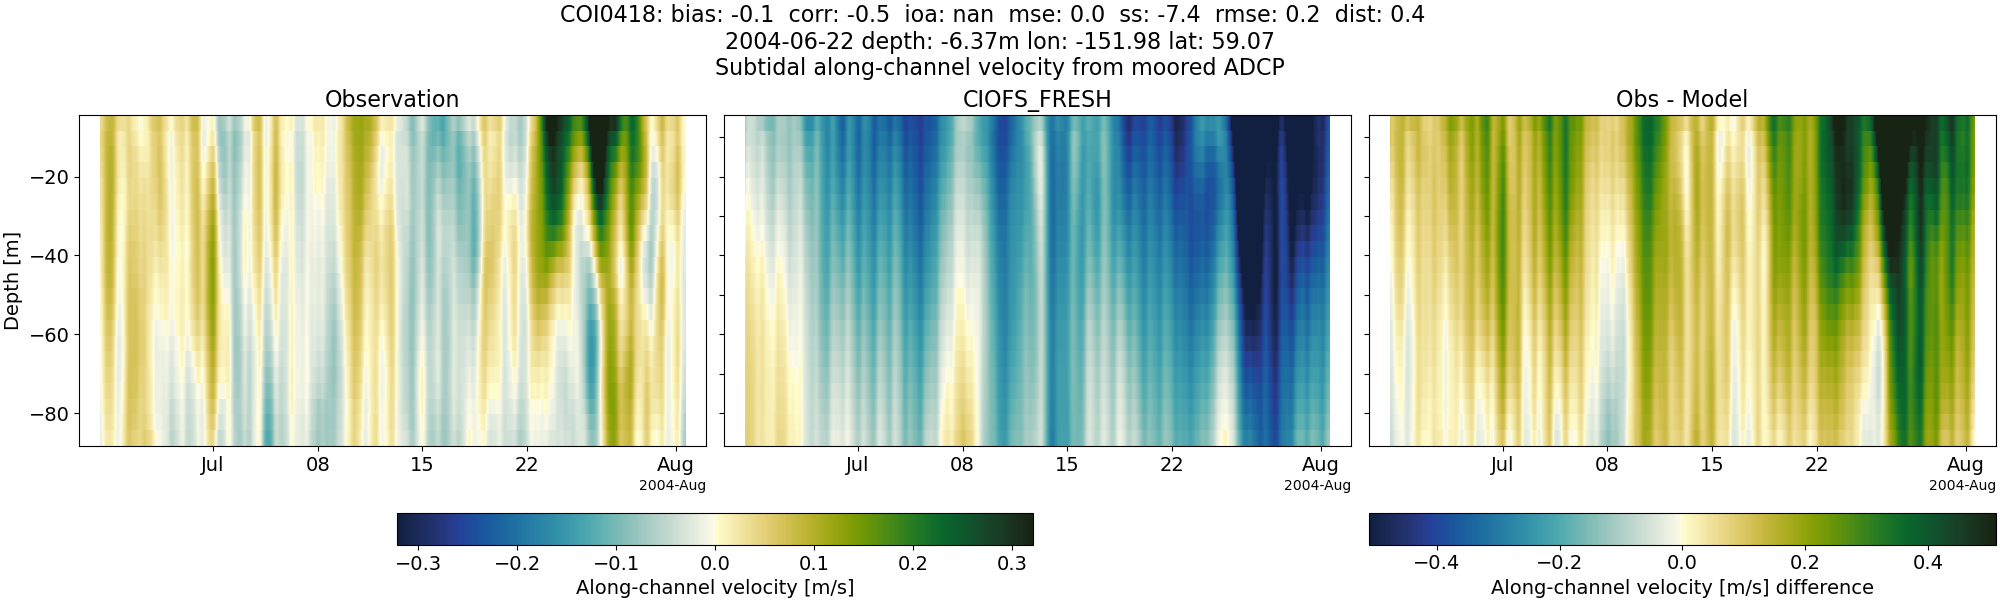 COI0418: bias: -0.1 corr: -0.5 ioa: nan mse: 0.0 ss: -7.4 rmse: 0.2 dist: 0.4
2004-06-22 depth: -6.37m lon: -151.98 lat: 59.07
Subtidal along-channel velocity from moored ADCP
Observation
CIOFS_FRESH
Obs - Model
Depth [m]
−20
−40
−60
−80
Jul 08 15 22 Aug
2004-Aug
Jul 08 15 22 Aug
2004-Aug
Jul 08 15 22 Aug
2004-Aug
−0.3 −0.2 −0.1 0.0 0.1 0.2 0.3
Along-channel velocity [m/s]
−0.4 −0.2 0.0 0.2 0.4
Along-channel velocity [m/s] difference